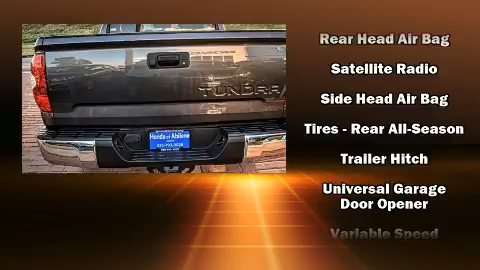 TUNDRA
Honda of Abilene
Rear Head Air Bag
Satellite Radio
Side Head Air Bag
Tires - Rear All-Season
Trailer Hitch
Universal Garage
Door Opener
Variable Speed